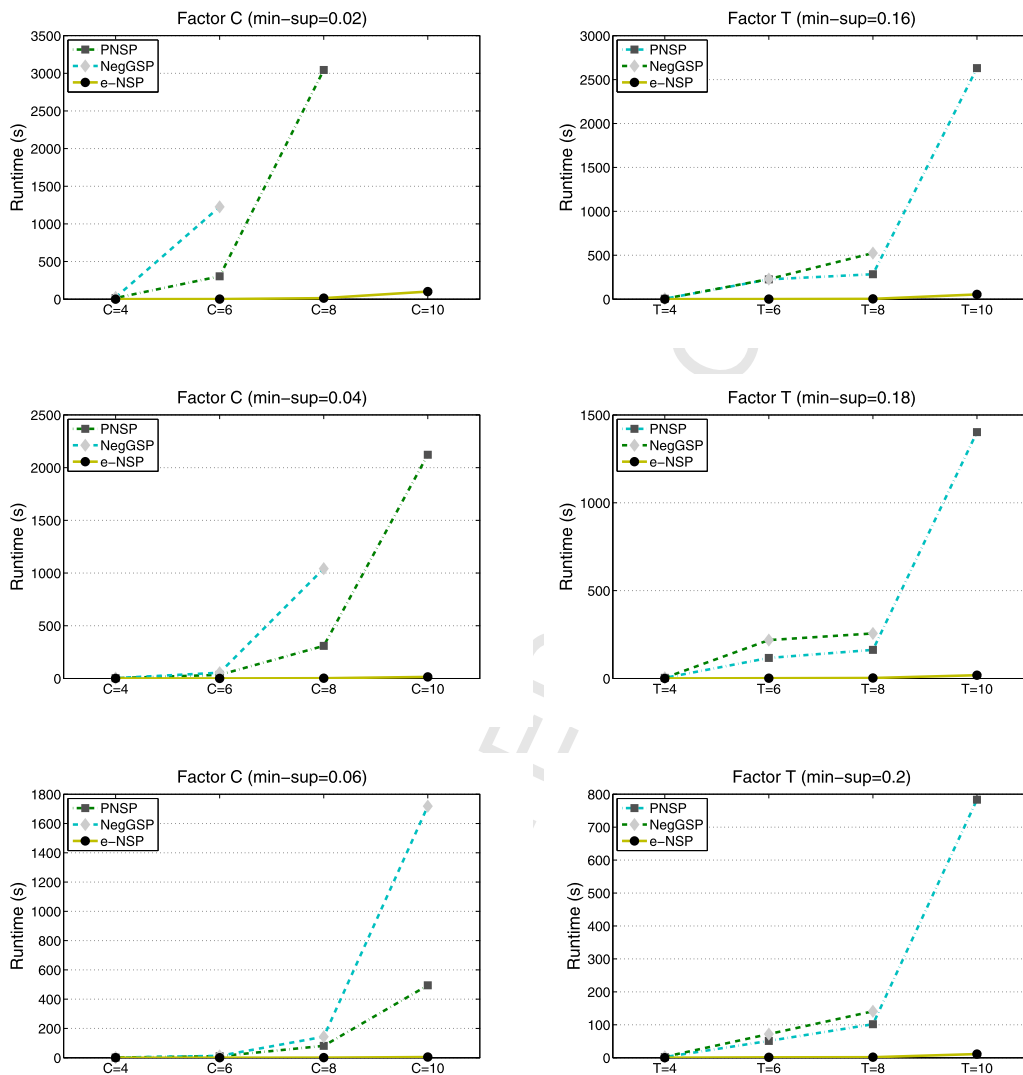 Factor C (min-sup=0.02)
3500
3000
2500
2000
1500
1000
500
0
Runtime (s)
PNSP
NegGSP
e-NSP
C=4 C=6 C=8 C=10
Factor T (min-sup=0.16)
3000
2500
2000
1500
1000
500
0
Runtime (s)
PNSP
NegGSP
e-NSP
T=4 T=6 T=8 T=10
Factor C (min-sup=0.04)
2500
2000
1500
1000
500
0
Runtime (s)
PNSP
NegGSP
e-NSP
C=4 C=6 C=8 C=10
Factor T (min-sup=0.18)
1500
1000
500
0
Runtime (s)
PNSP
NegGSP
e-NSP
T=4 T=6 T=8 T=10
Factor C (min-sup=0.06)
1800
1600
1400
1200
1000
800
600
400
200
0
Runtime (s)
PNSP
NegGSP
e-NSP
C=4 C=6 C=8 C=10
Factor T (min-sup=0.2)
800
700
600
500
400
300
200
100
0
Runtime (s)
PNSP
NegGSP
e-NSP
T=4 T=6 T=8 T=10